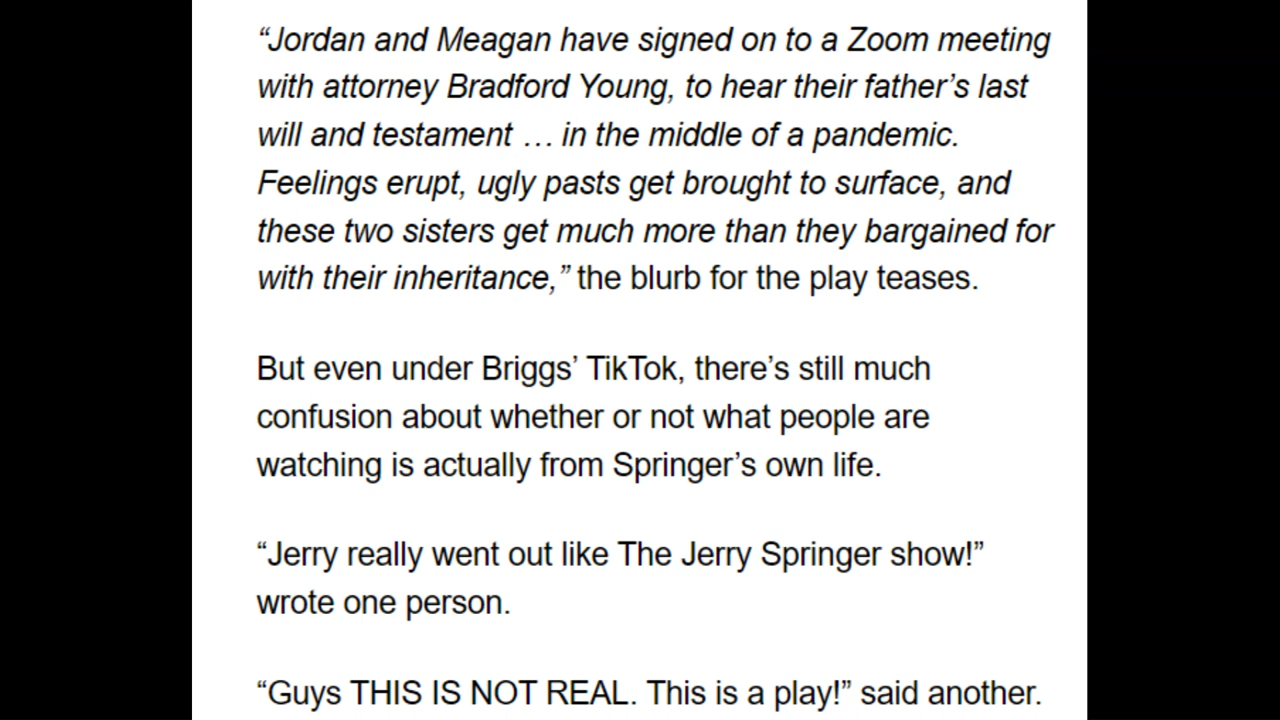 “Jordan and Meagan have signed on to a Zoom meeting
with attorney Bradford Young, to hear their father’s last
will and testament … in the middle of a pandemic.
Feelings erupt, ugly pasts get brought to surface, and
these two sisters get much more than they bargained for
with their inheritance,” the blurb for the play teases.
But even under Briggs’ TikTok, there’s still much
confusion about whether or not what people are
watching is actually from Springer’s own life.
“Jerry really went out like The Jerry Springer show!”
wrote one person.
“Guys THIS IS NOT REAL. This is a play!” said another.